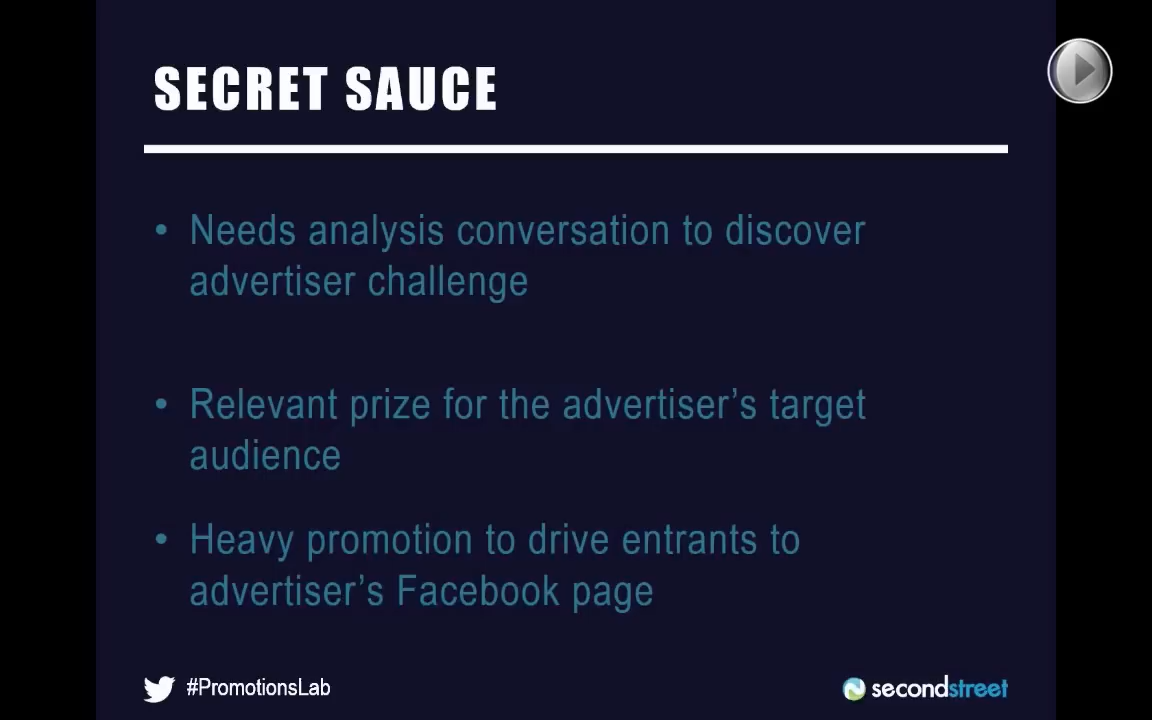 SECRET SAUCE
• Needs analysis conversation to discover
advertiser challenge
• Relevant prize for the advertiser’s target
audience
• Heavy promotion to drive entrants to
advertiser’s Facebook page
#PromotionsLab
secondstreet